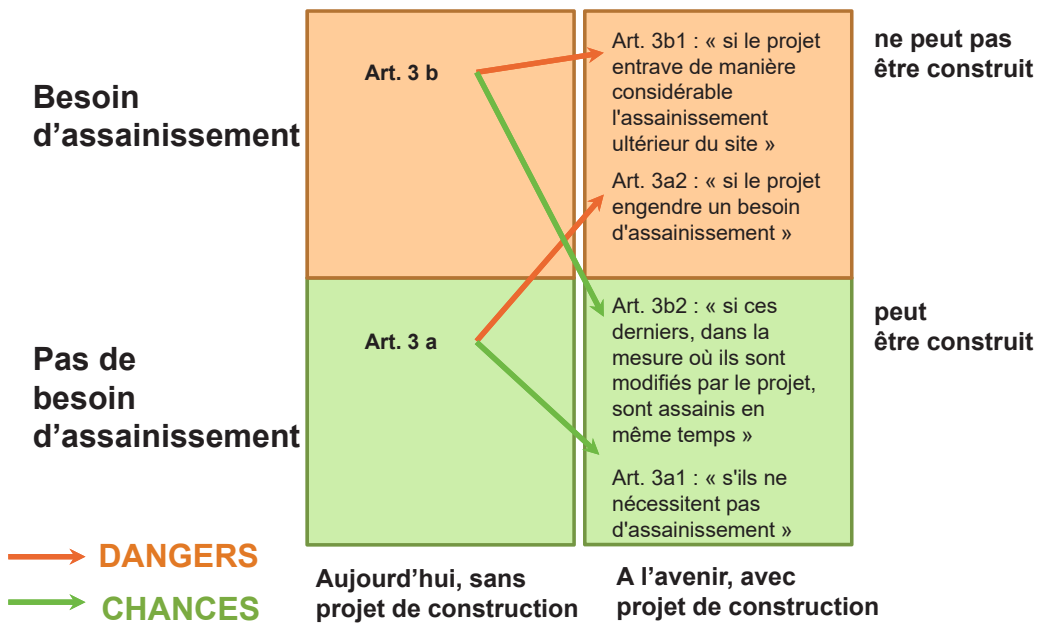 Besoin
d’assainissement
Art. 3 b
Art. 3b1 : « si le projet
entrave de manière
considérable
l'assainissement
ultérieur du site »
Art. 3a2 : « si le projet
engendre un besoin
d'assainissement »
ne peut pas
être construit
Pas de
besoin
d’assainissement
Art. 3 a
Art. 3b2 : « si ces
derniers, dans la
mesure où ils sont
modifiés par le projet,
sont assainis en
même temps »
Art. 3a1 : « s'ils ne
nécessitent pas
d'assainissement »
peut
être construit
DANGERS
CHANCES
Aujourd’hui, sans
projet de construction
A l’avenir, avec
projet de construction